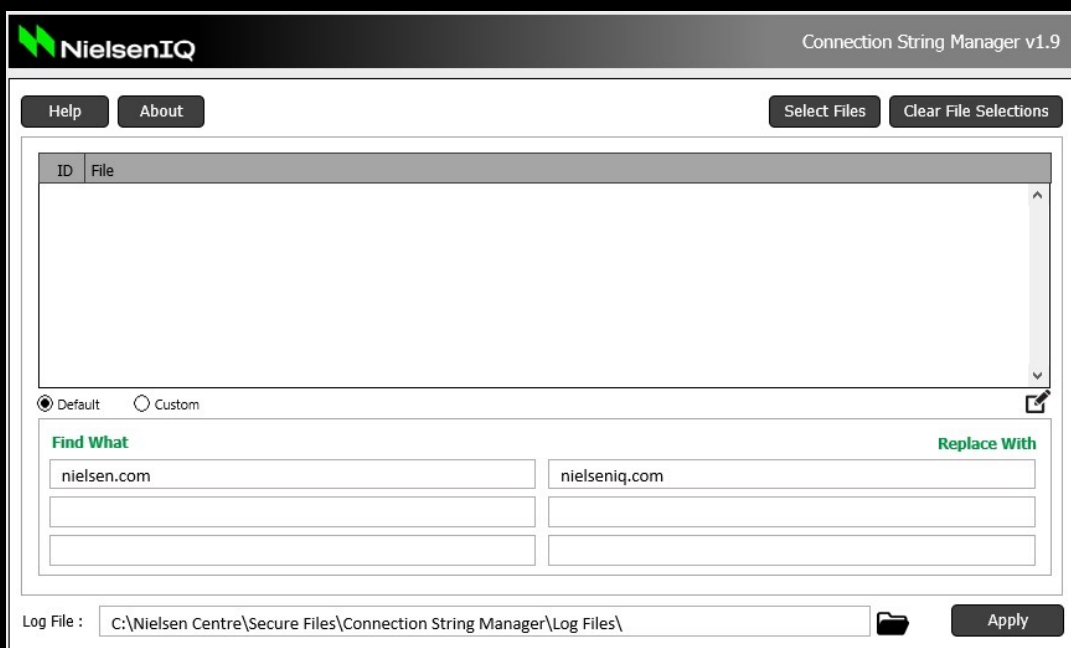 NielsenIQ
Connection String Manager v1.9
Help About Select Files Clear File Selections
ID File
Default Custom
Find What Replace With
nielsen.com nielseniq.com
Log File : C:\Nielsen Centre\Secure Files\Connection String Manager\Log Files\ Apply